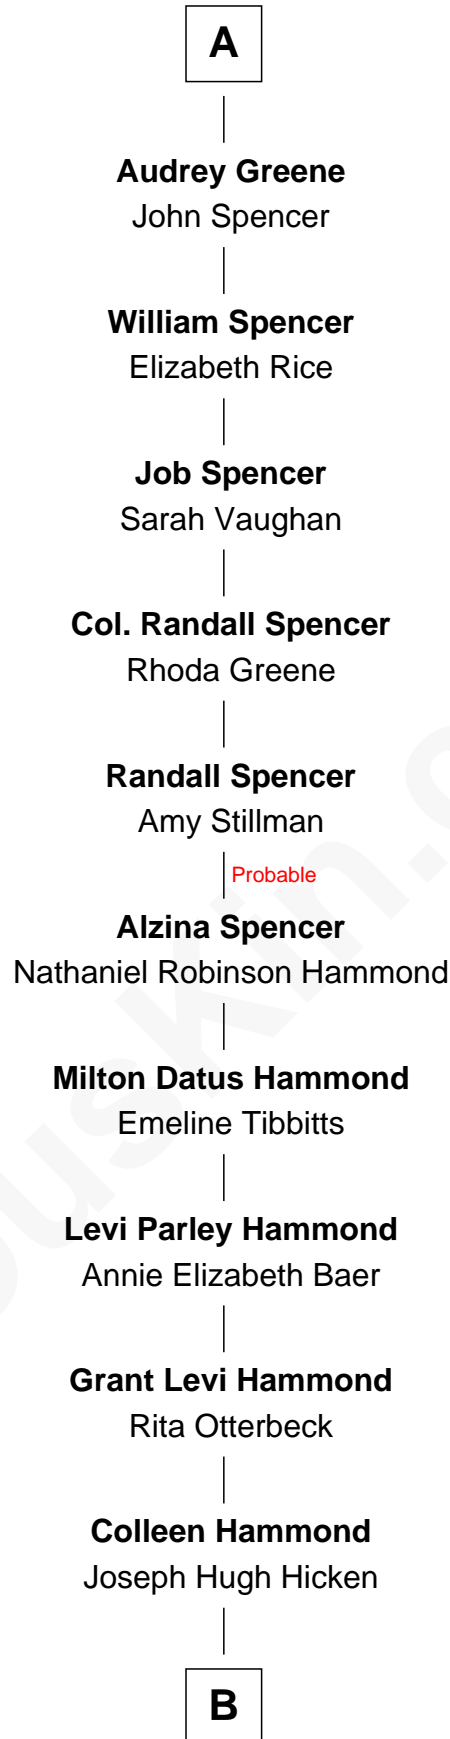 A
Audrey Greene
John Spencer
William Spencer
Elizabeth Rice
Job Spencer
Sarah Vaughan
Col. Randall Spencer
Rhoda Greene
Randall Spencer
Amy Stillman
Probable
Alzina Spencer
Nathaniel Robinson Hammond
Milton Datus Hammond
Emeline Tibbitts
Levi Parley Hammond
Annie Elizabeth Baer
Grant Levi Hammond
Rita Otterbeck
Colleen Hammond
Joseph Hugh Hicken
B